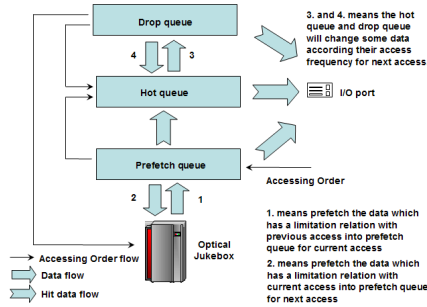 Drop queue
3. and 4. means the hot
queue and drop queue
will change some data
according their access
frequency for next access
4
3
Hot queue
I/O port
Prefetch queue
Accessing Order
2
1
1. means prefetch the data which
has a limitation relation with
previous access into prefetch
queue for current access
Optical
Jukebox
2. means prefetch the data which
has a limitation relation with
current access into prefetch queue
for next access
Accessing Order flow
Data flow
Hit data flow